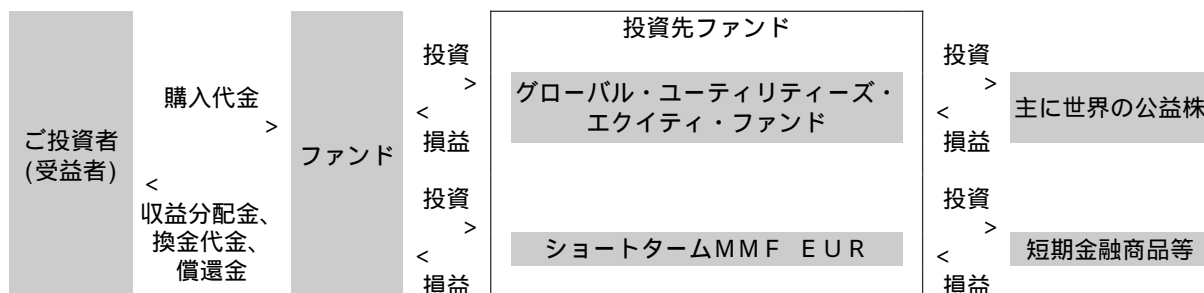 投資先ファンド
投資
>
<
損益
投資
>
<
損益
購入代金
>
グローバル・ユーティリティーズ・
エクイティ・ファンド
主に世界の公益株
ご投資者
(受益者)
ファンド
<
収益分配金、
換金代金、
償還金
投資
>
<
損益
ショートタームＭＭＦ　ＥＵＲ
投資
>
<
損益
短期金融商品等